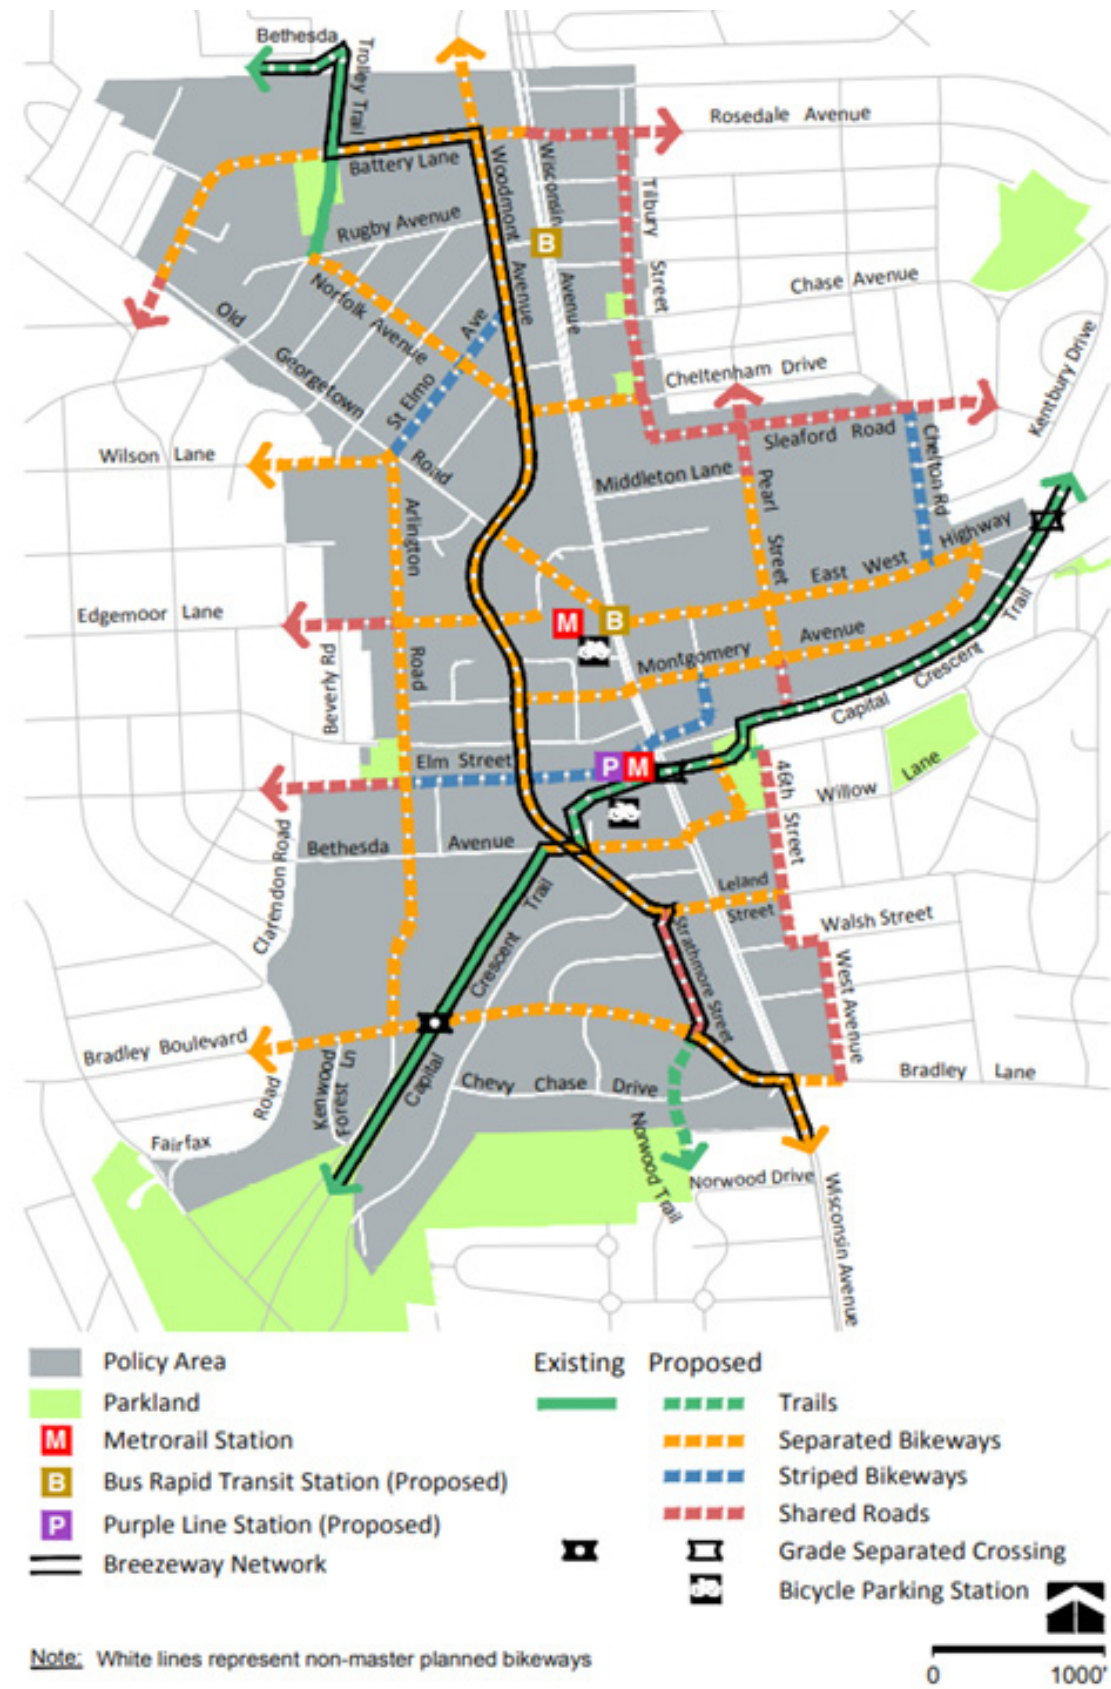 Bethesda
Trolley Trail
Rosedale Avenue
Battery Lane
Woodmont
Avenue
Wisconsin
Avenue
Tilbury
Street
B
Rugby Avenue
Norfolk Avenue
Chase Avenue
Old
Georgetown
Road
St Elmo Ave
Cheltenham Drive
Kentbury Drive
Sleaford Road
Chelton Rd
Wilson Lane
Middleton Lane
Pearl
Street
Arlington
Road
East West Highway
Edgemoor Lane
M
B
Montgomery Avenue
Capital Crescent Trail
Beverly Rd
Elm Street
P M
46th Street
Willow Lane
Clarendon Road
Bethesda Avenue
Leland
Street
Walsh Street
Capital Crescent Trail
Strathmore Street
West Avenue
Bradley Boulevard
Bradley Lane
Kenwood
Forest Ln
Chevy Chase Drive
Fairfax Road
Norwood Trail
Norwood Drive
Wisconsin Avenue
Policy Area
Parkland
M Metrorail Station
B Bus Rapid Transit Station (Proposed)
P Purple Line Station (Proposed)
Breezeway Network
Existing Proposed
Trails
Separated Bikeways
Striped Bikeways
Shared Roads
Grade Separated Crossing
Bicycle Parking Station
Note: White lines represent non-master planned bikeways
0 1000'